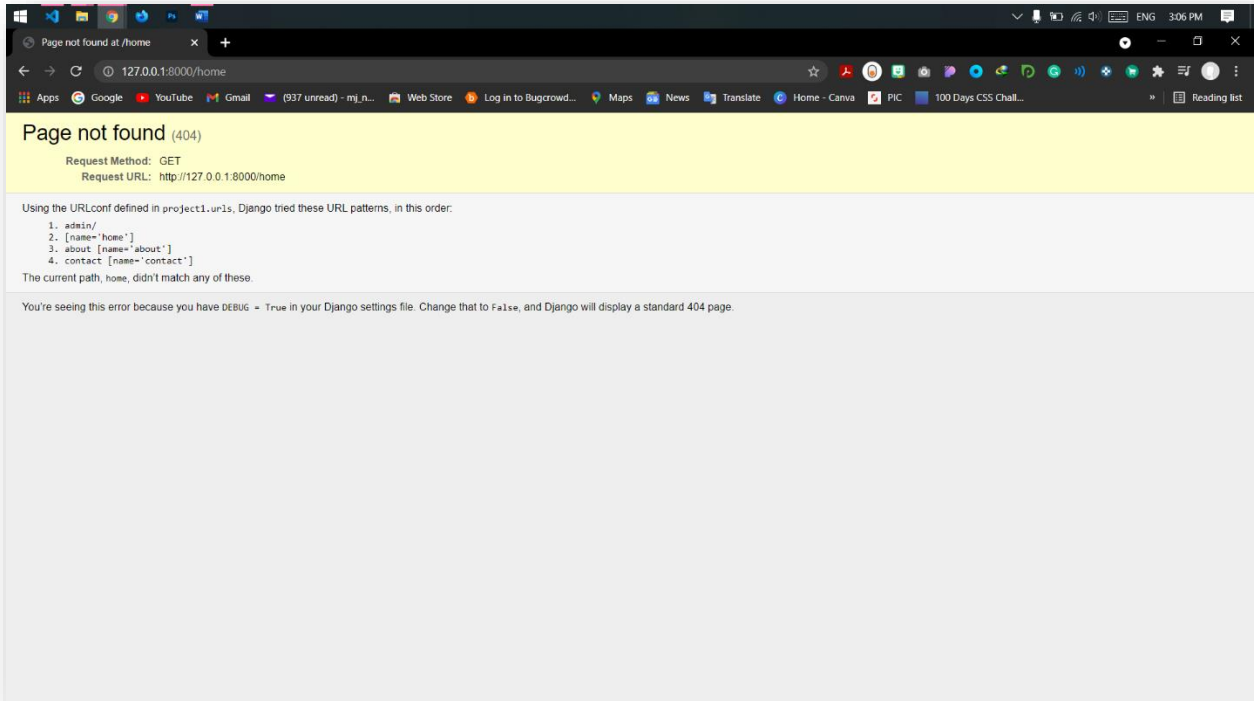 Ps W ENG 3:06 PM
Page not found at /home
127.0.0.1:8000/home
Apps Google YouTube Gmail (937 unread) - mj_n... Web Store Log in to Bugcrowd... Maps News Translate Home - Canva PIC 100 Days CSS Chall... » Reading list
Page not found (404)
Request Method: GET
Request URL: http://127.0.0.1:8000/home
Using the URLconf defined in project1.urls, Django tried these URL patterns, in this order:
1. admin/
2. [name='home']
3. about [name='about']
4. contact [name='contact']
The current path, home, didn't match any of these.
You're seeing this error because you have DEBUG = True in your Django settings file. Change that to False, and Django will display a standard 404 page.